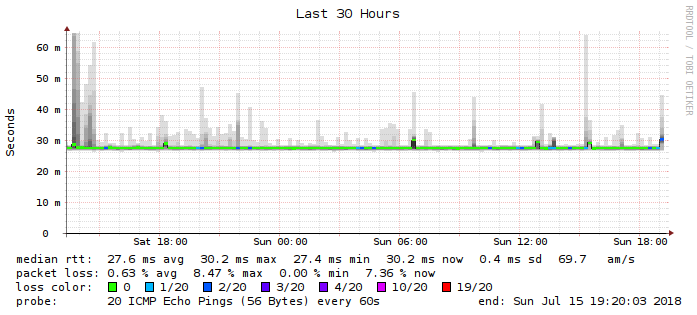 Last 30 Hours
RRDTOOL / TOBI OETIKER
Seconds
60 m
50 m
40 m
30 m
20 m
10 m
0
Sat 18:00 Sun 00:00 Sun 06:00 Sun 12:00 Sun 18:00
median rtt: 27.6 ms avg 30.2 ms max 27.4 ms min 30.2 ms now 0.4 ms sd 69.7 am/s
packet loss: 0.63 % avg 8.47 % max 0.00 % min 7.36 % now
loss color: 0 1/20 2/20 3/20 4/20 10/20 19/20
probe: 20 ICMP Echo Pings (56 Bytes) every 60s end: Sun Jul 15 19:20:03 2018